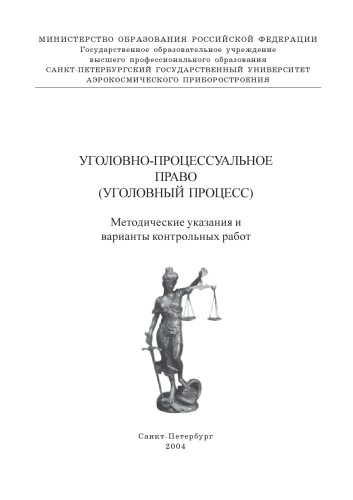 МИНИСТЕРСТВО ОБРАЗОВАНИЯ РОССИЙСКОЙ ФЕДЕРАЦИИ
Государственное образовательное учреждение
высшего профессионального образования
САНКТ-ПЕТЕРБУРГСКИЙ ГОСУДАРСТВЕННЫЙ УНИВЕРСИТЕТ
АЭРОКОСМИЧЕСКОГО ПРИБОРОСТРОЕНИЯ
УГОЛОВНО-ПРОЦЕССУАЛЬНОЕ
ПРАВО
(УГОЛОВНЫЙ ПРОЦЕСС)
Методические указания и
варианты контрольных работ
Санкт-Петербург
2004